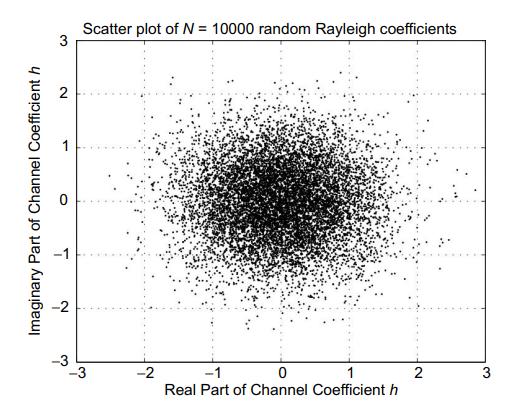 Scatter plot of N = 10000 random Rayleigh coefficients
Imaginary Part of Channel Coefficient h
3
2
1
0
−1
−2
−3
−3 −2 −1 0 1 2 3
Real Part of Channel Coefficient h